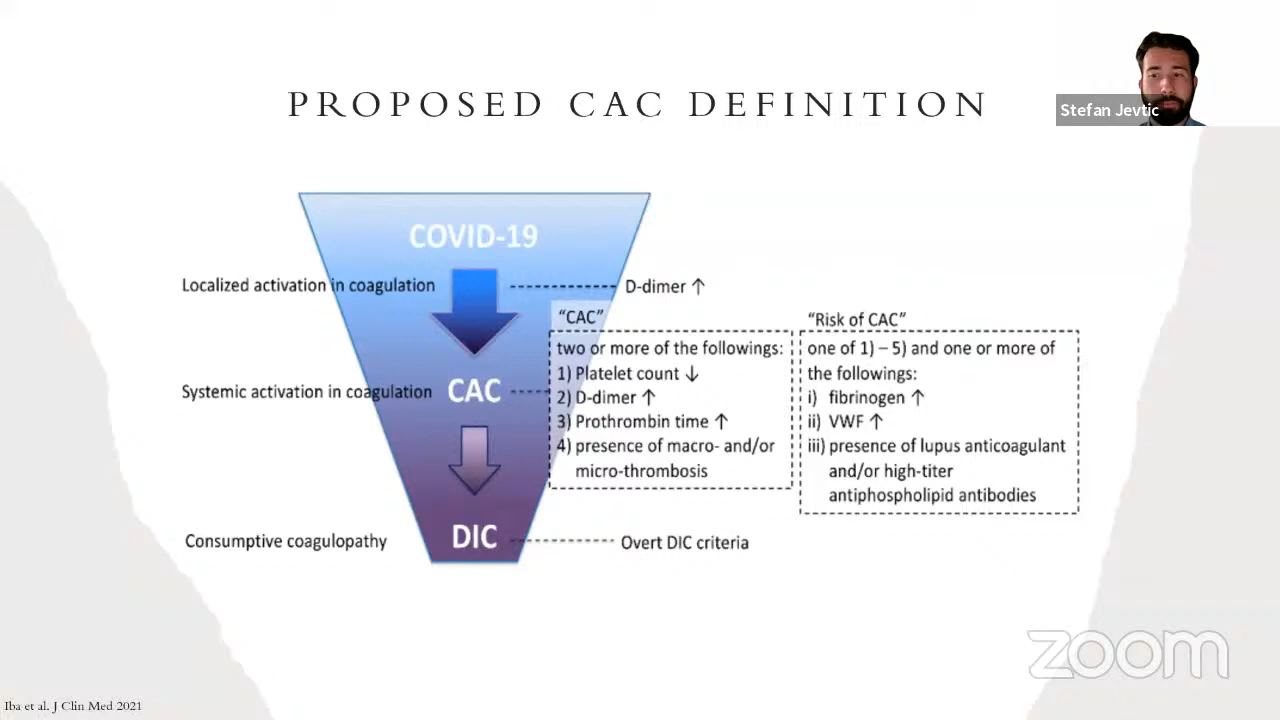 Stefan Jevtic
PROPOSED CAC DEFINITION
COVID-19
Localized activation in coagulation
D-dimer ↑
"CAC"
two or more of the followings:
1) Platelet count ↓
2) D-dimer ↑
3) Prothrombin time ↑
4) presence of macro- and/or
micro-thrombosis
"Risk of CAC"
one of 1) – 5) and one or more of
the followings:
i) fibrinogen ↑
ii) VWF ↑
iii) presence of lupus anticoagulant
and/or high-titer
antiphospholipid antibodies
Systemic activation in coagulation
CAC
DIC
Consumptive coagulopathy
Overt DIC criteria
zoom
Iba et al. J Clin Med 2021